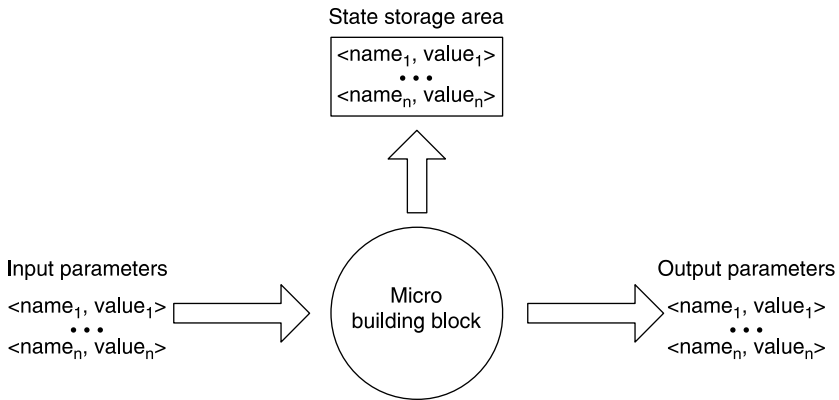 State storage area
<name₁, value₁>
•••
<nameₙ, valueₙ>
Input parameters
<name₁, value₁>
•••
<nameₙ, valueₙ>
Micro
building block
Output parameters
<name₁, value₁>
•••
<nameₙ, valueₙ>